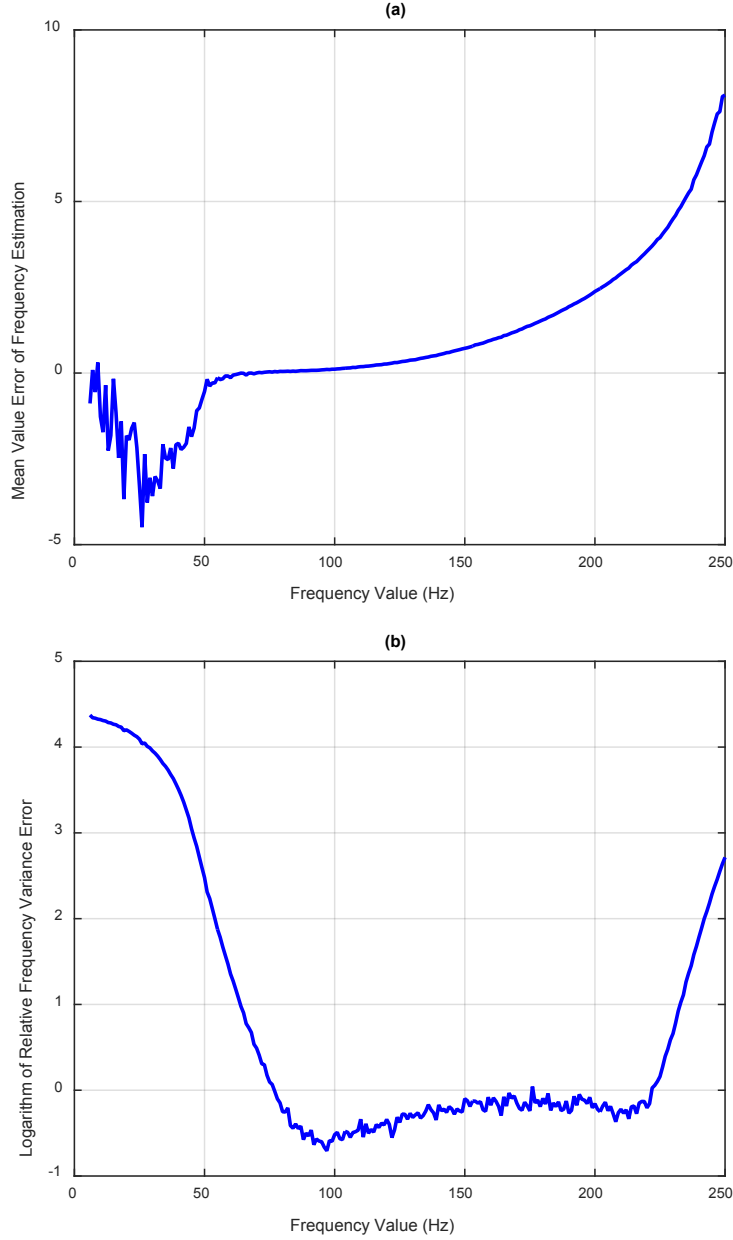 (a)
10
5
0
-5
Mean Value Error of Frequency Estimation
0 50 100 150 200 250
Frequency Value (Hz)
(b)
5
4
3
2
1
0
-1
Logarithm of Relative Frequency Variance Error
0 50 100 150 200 250
Frequency Value (Hz)